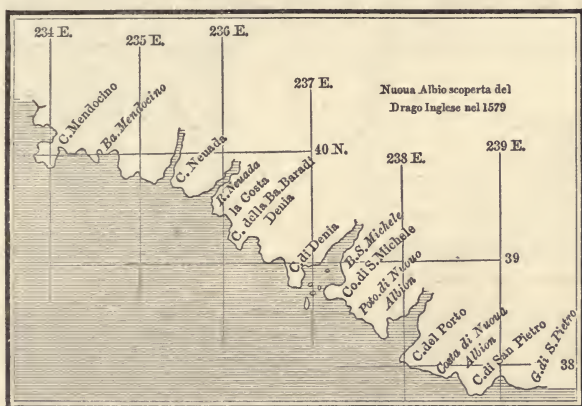 234 E.
235 E.
236 E.
237 E.
238 E.
239 E.
Nuoua Albio scoperta del
Drago Inglese nel 1579
C. Mendocino
Ba. Mendocino
C. Neuada
40 N.
R. Neuada
la Costa
C. della Ba. Baradi
Denia
C. di Denia
B. S. Michele
Co. di S. Michele
Poto. di Nuouo
Albion
39
C. del Porto
Costa di Nuoua
Albion
C. di San Pietro
G. di S. Pietro
38